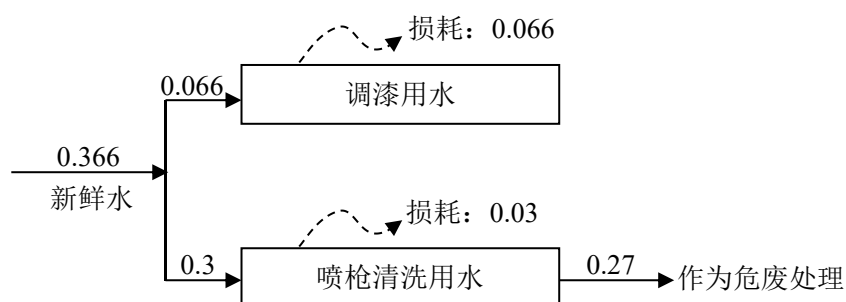 损耗：0.066
0.066
调漆用水
0.366
新鲜水
损耗：0.03
0.3
喷枪清洗用水
0.27
作为危废处理